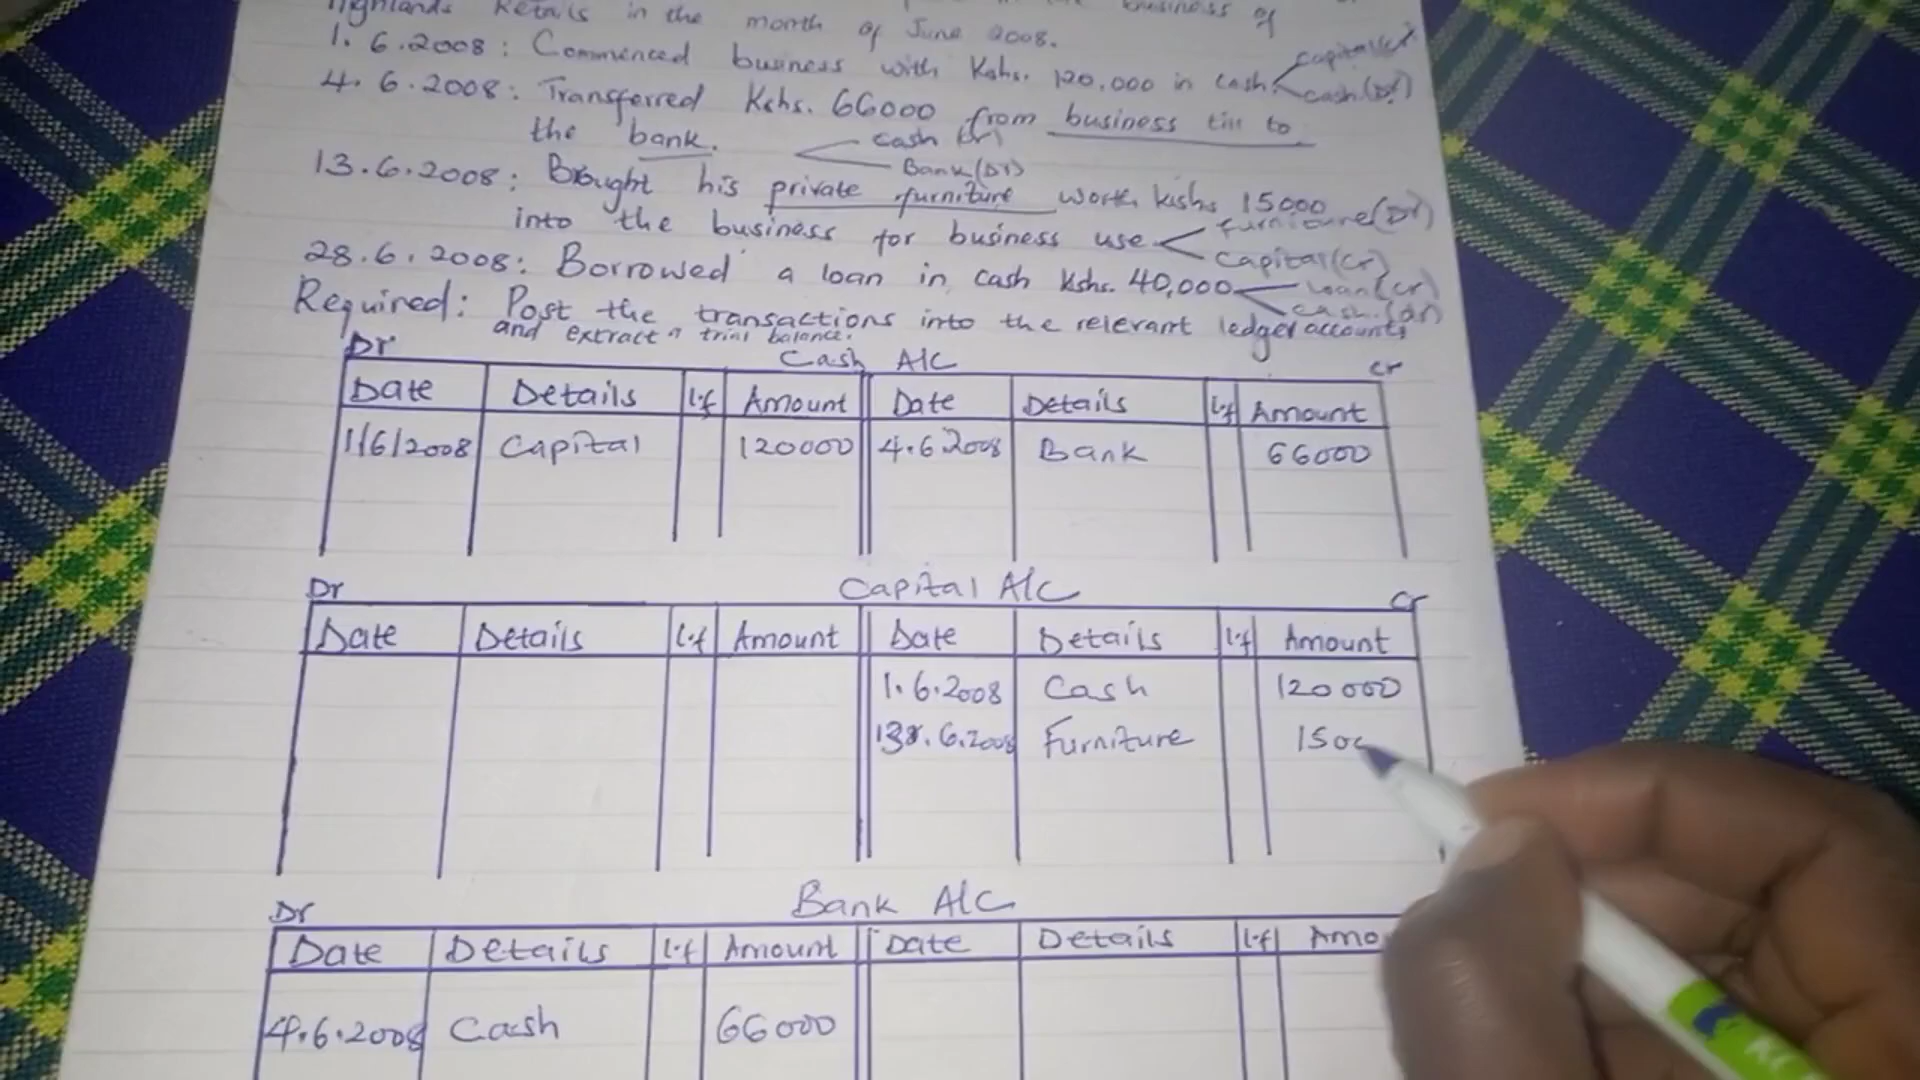 Highlands Retails in the month of June 2008.
business of
1. 6.2008: Commenced business with Kshs. 120,000 in cash capital(cr)
cash(Dr)
4. 6.2008: Transferred Kshs. 66000 from business till to
the bank. cash (cr)
Bank(Dr)
13.6.2008: Brought his private furniture worth kshs 15000
into the business for business use furniture(Dr)
capital(cr)
28.6.2008: Borrowed a loan in cash Kshs. 40,000 loan(cr)
cash(dr)
Required: Post the transactions into the relevant ledger accounts
and extract a trial balance.
Dr Cash A/C cr
Date Details l.f Amount Date Details l.f Amount
1/6/2008 Capital 120000 4.6.2008 Bank 66000
Dr Capital A/C cr
Date Details l.f Amount Date Details l.f Amount
1.6.2008 Cash 120000
13.6.2008 Furniture 1500
Dr Bank A/C
Date Details l.f Amount Date Details l.f Amo
4.6.2008 Cash 66000